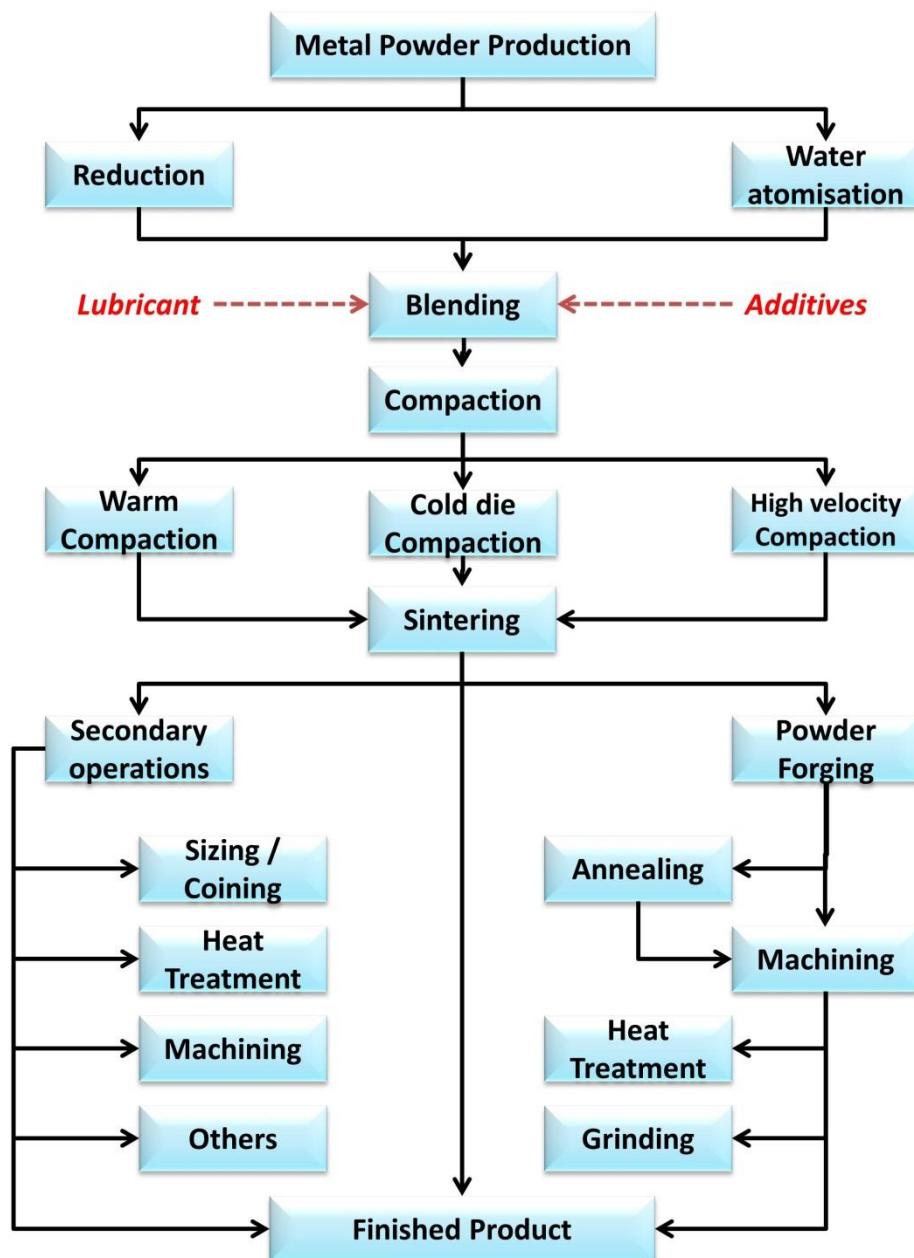 Metal Powder Production
Reduction
Water
atomisation
Lubricant
Blending
Additives
Compaction
Warm
Compaction
Cold die
Compaction
High velocity
Compaction
Sintering
Secondary
operations
Powder
Forging
Sizing /
Coining
Annealing
Heat
Treatment
Machining
Machining
Heat
Treatment
Others
Grinding
Finished Product